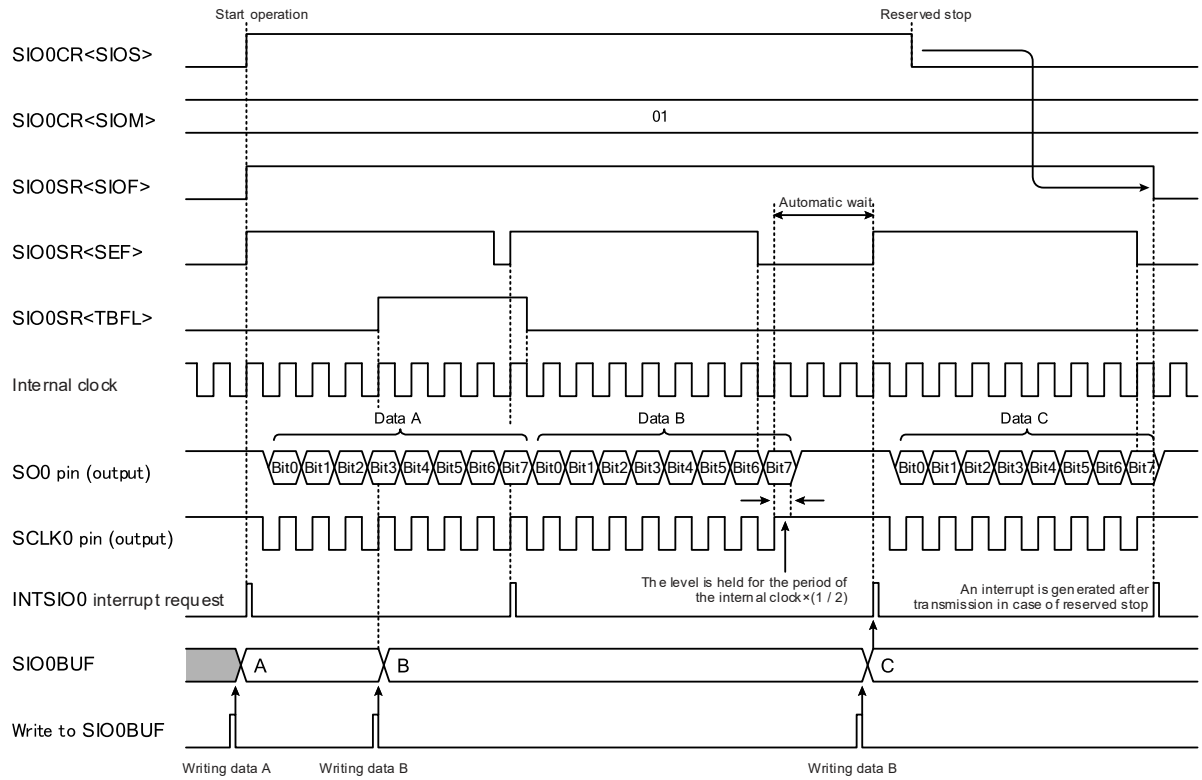 Start operation
Reserved stop
SIO0CR<SIOS>
SIO0CR<SIOM>
01
SIO0SR<SIOF>
Automatic wait
SIO0SR<SEF>
SIO0SR<TBFL>
Internal clock
Data A
Data B
Data C
SO0 pin (output)
Bit0 Bit1 Bit2 Bit3 Bit4 Bit5 Bit6 Bit7 Bit0 Bit1 Bit2 Bit3 Bit4 Bit5 Bit6 Bit7 Bit0 Bit1 Bit2 Bit3 Bit4 Bit5 Bit6 Bit7
SCLK0 pin (output)
The level is held for the period of
the internal clock×(1 / 2)
An interrupt is generated after
transmission in case of reserved stop
INTSIO0 interrupt request
SIO0BUF
A
B
C
Write to SIO0BUF
Writing data A
Writing data B
Writing data B